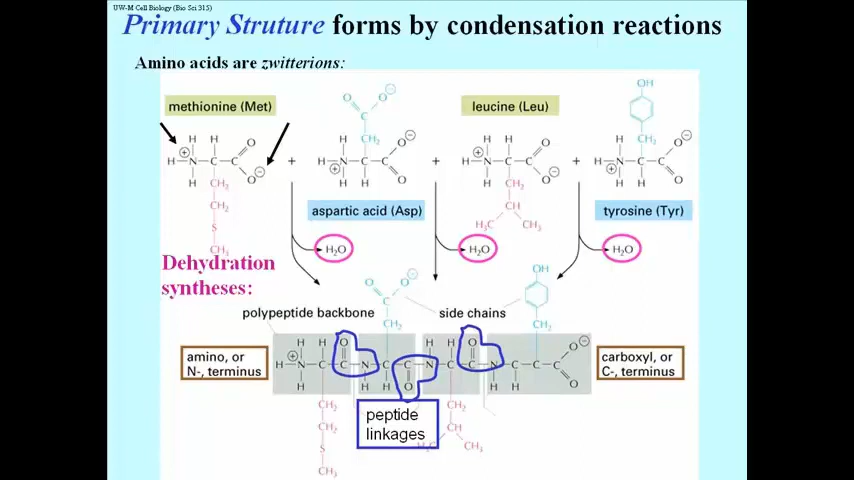 UW-M Cell Biology (Bio Sci 315)
Primary Struture forms by condensation reactions
Amino acids are zwitterions:
methionine (Met)
leucine (Leu)
aspartic acid (Asp)
tyrosine (Tyr)
H₂O
H₂O
H₂O
Dehydration
syntheses:
polypeptide backbone
side chains
amino, or
N-, terminus
carboxyl, or
C-, terminus
peptide
linkages